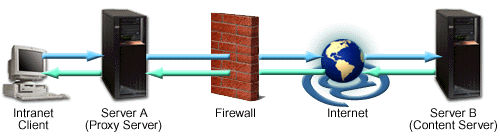 Intranet
Client
Server A
(Proxy Server)
Firewall
Internet
Server B
(Content Server)